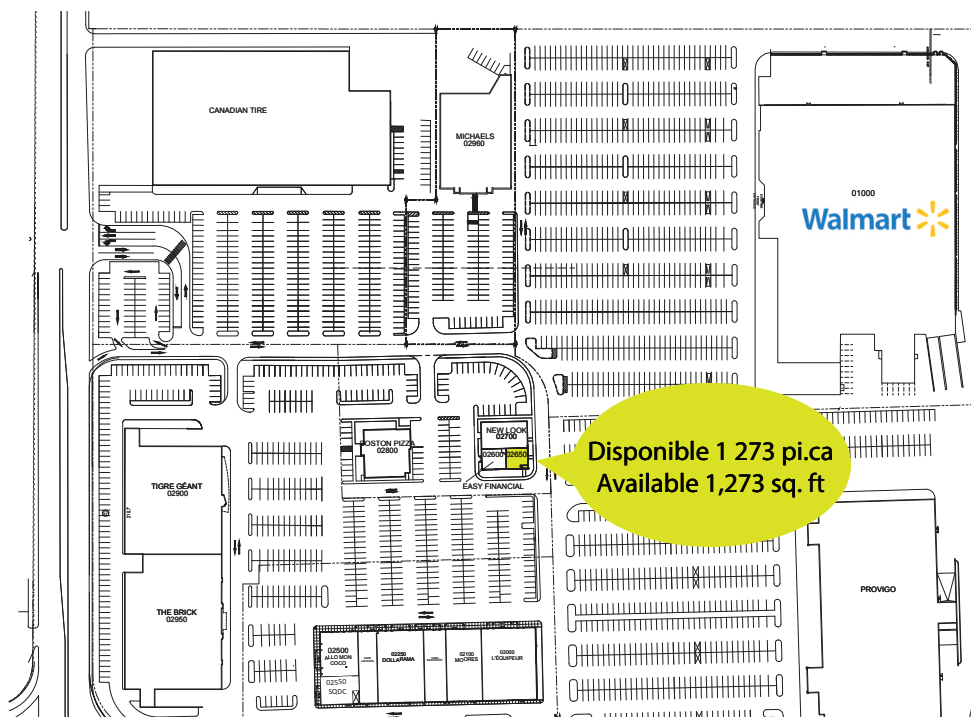 CANADIAN TIRE
MICHAELS
02960
01000
Walmart
NEW LOOK
02700
BOSTON PIZZA
02800
02600
02650
EASY FINANCIAL
Disponible 1 273 pi.ca
Available 1,273 sq. ft
TIGRE GÉANT
02900
THE BRICK
02950
PROVIGO
02500
ALLO MON
COCO
02550
SQDC
02250
DOLLARAMA
02100
MOORES
02000
L'ÉQUIPEUR